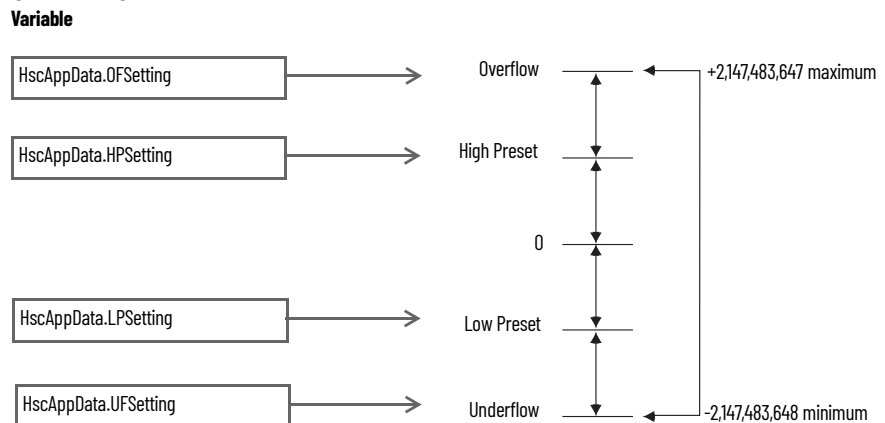 Variable
HscAppData.OFSetting Overflow +2,147,483,647 maximum
HscAppData.HPSetting High Preset
0
HscAppData.LPSetting Low Preset
HscAppData.UFSetting Underflow -2,147,483,648 minimum